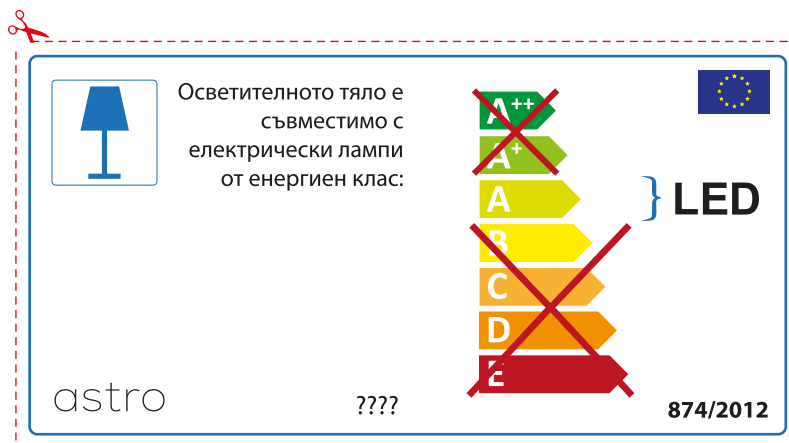 Осветителното тяло е
съвместимо с
електрически лампи
от енергиен клас:
A++
A+
A
B
C
D
E
LED
astro
????
874/2012